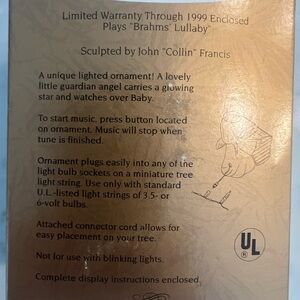 Limited Warranty Through 1999 Enclosed
Plays "Brahms' Lullaby"
Sculpted by John "Collin" Francis
A unique lighted ornament! A lovely
little guardian angel carries a glowing
star and watches over Baby.
To start music, press button located
on ornament. Music will stop when
tune is finished.
Ornament plugs easily into any of the
light bulb sockets on a miniature tree
light string. Use only with standard
U.L.-listed light strings of 3.5- or
6-volt bulbs.
Attached connector cord allows for
easy placement on your tree.
UL
®
Not for use with blinking lights.
Complete display instructions enclosed.